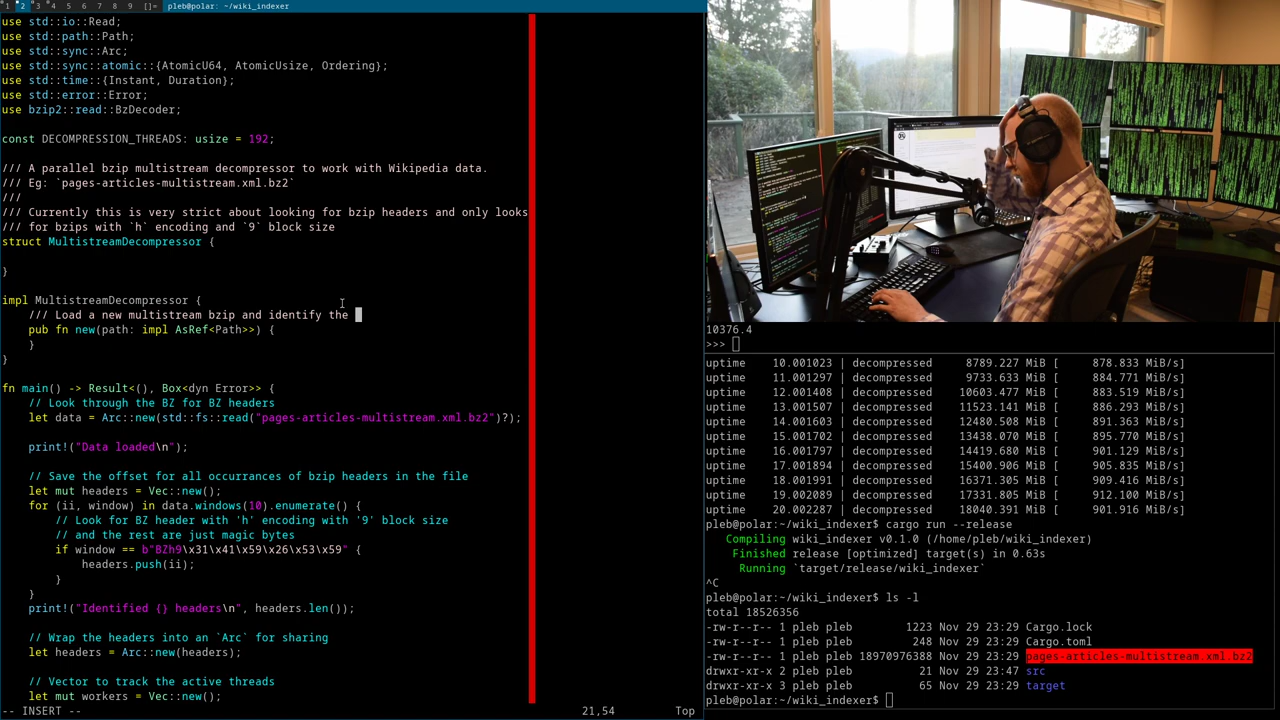 1 2 3 4 5 6 7 8 9 []= pleb@polar: ~/wiki_indexer
use std::io::Read;
use std::path::Path;
use std::sync::Arc;
use std::sync::atomic::{AtomicU64, AtomicUsize, Ordering};
use std::time::{Instant, Duration};
use std::error::Error;
use bzip2::read::BzDecoder;
const DECOMPRESSION_THREADS: usize = 192;
/// A parallel bzip multistream decompressor to work with Wikipedia data.
/// Eg: `pages-articles-multistream.xml.bz2`
///
/// Currently this is very strict about looking for bzip headers and only looks
/// for bzips with `h` encoding and `9` block size
struct MultistreamDecompressor {
}
impl MultistreamDecompressor {
/// Load a new multistream bzip and identify the
pub fn new(path: impl AsRef<Path>>) {
}
}
fn main() -> Result<(), Box<dyn Error>> {
// Look through the BZ for BZ headers
let data = Arc::new(std::fs::read("pages-articles-multistream.xml.bz2")?);
print!("Data loaded\n");
// Save the offset for all occurrances of bzip headers in the file
let mut headers = Vec::new();
for (ii, window) in data.windows(10).enumerate() {
// Look for BZ header with 'h' encoding with '9' block size
// and the rest are just magic bytes
if window == b"BZh9\x31\x41\x59\x26\x53\x59" {
headers.push(ii);
}
}
print!("Identified {} headers\n", headers.len());
// Wrap the headers into an `Arc` for sharing
let headers = Arc::new(headers);
// Vector to track the active threads
let mut workers = Vec::new();
-- INSERT -- 21,54 Top
10376.4
>>>
uptime 10.001023 | decompressed 8789.227 MiB [ 878.833 MiB/s]
uptime 11.001297 | decompressed 9733.633 MiB [ 884.771 MiB/s]
uptime 12.001408 | decompressed 10603.477 MiB [ 883.519 MiB/s]
uptime 13.001507 | decompressed 11523.141 MiB [ 886.293 MiB/s]
uptime 14.001603 | decompressed 12480.508 MiB [ 891.363 MiB/s]
uptime 15.001702 | decompressed 13438.070 MiB [ 895.770 MiB/s]
uptime 16.001797 | decompressed 14419.680 MiB [ 901.129 MiB/s]
uptime 17.001894 | decompressed 15400.906 MiB [ 905.835 MiB/s]
uptime 18.001991 | decompressed 16371.305 MiB [ 909.416 MiB/s]
uptime 19.002089 | decompressed 17331.805 MiB [ 912.100 MiB/s]
uptime 20.002287 | decompressed 18040.391 MiB [ 901.916 MiB/s]
pleb@polar:~/wiki_indexer$ cargo run --release
Compiling wiki_indexer v0.1.0 (/home/pleb/wiki_indexer)
Finished release [optimized] target(s) in 0.63s
Running `target/release/wiki_indexer`
^C
pleb@polar:~/wiki_indexer$ ls -l
total 18526356
-rw-r--r-- 1 pleb pleb 1223 Nov 29 23:29 Cargo.lock
-rw-r--r-- 1 pleb pleb 248 Nov 29 23:29 Cargo.toml
-rw-r--r-- 1 pleb pleb 18970976388 Nov 29 23:29 pages-articles-multistream.xml.bz2
drwxr-xr-x 2 pleb pleb 21 Nov 29 23:47 src
drwxr-xr-x 3 pleb pleb 65 Nov 29 23:29 target
pleb@polar:~/wiki_indexer$